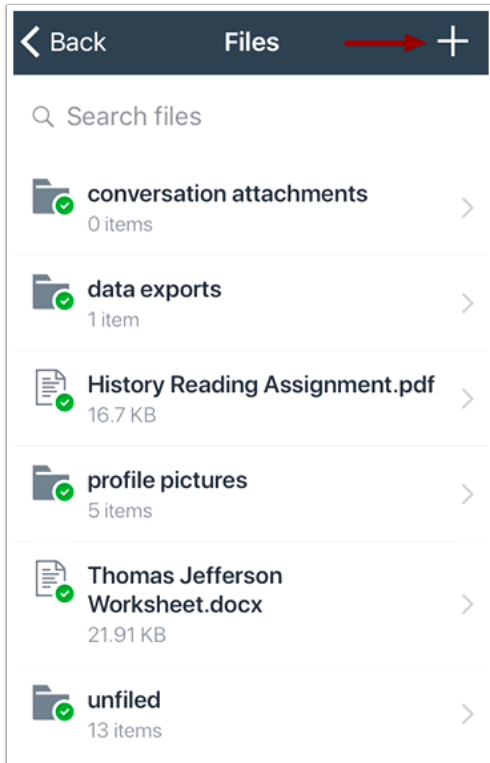 Back
Files
Search files
conversation attachments
0 items
data exports
1 item
History Reading Assignment.pdf
16.7 KB
profile pictures
5 items
Thomas Jefferson
Worksheet.docx
21.91 KB
unfiled
13 items